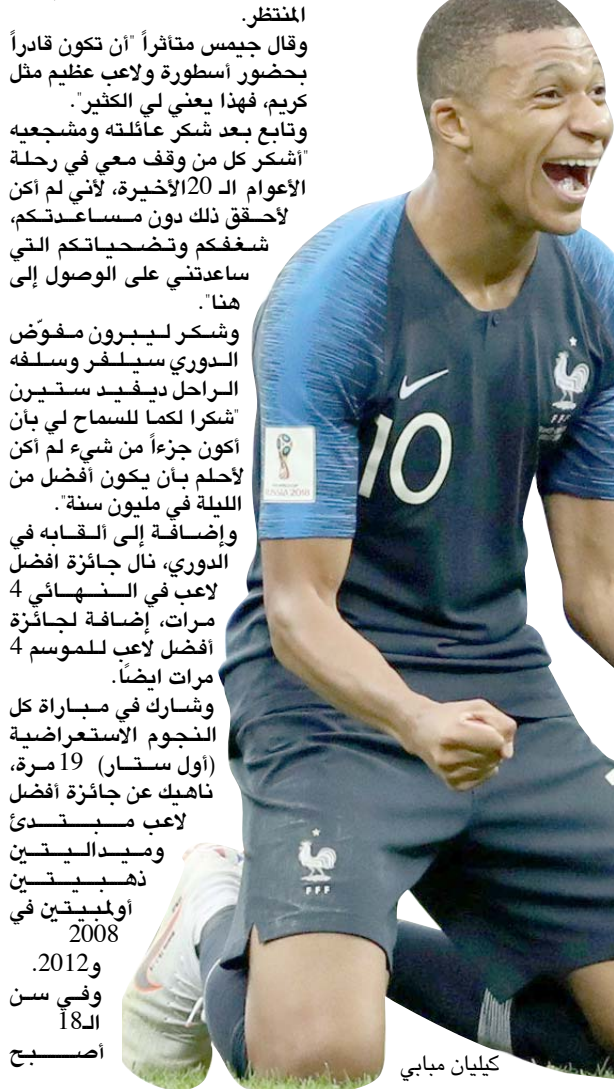 المنتظر.
وقال جيمس متأثراً "أن تكون قادراً
بحضور أسطورة ولاعب عظيم مثل
كريم، فهذا يعني لي الكثير".
وتابع بعد شكر عائلته ومشجعيه
"أشكر كل من وقف معي في رحلة
الأعوام الـ 20الأخيرة، لأني لم أكن
لأحقق ذلك دون مساعدتكم،
شغفكم وتضحياتكم التي
ساعدتني على الوصول إلى
هنا".
وشكر ليبرون مفوّض
الدوري سيلفر وسلفه
الراحل ديفيد ستيرن
"شكرا لكما للسماح لي بأن
أكون جزءاً من شيء لم أكن
لأحلم بأن يكون أفضل من
الليلة في مليون سنة".
وإضافة إلى ألقابه في
الدوري، نال جائزة افضل
لاعب في النهائي 4
مرات، إضافة لجائزة
أفضل لاعب للموسم 4
مرات ايضاً.
وشارك في مباراة كل
النجوم الاستعراضية
(أول ستار) 19مرة،
ناهيك عن جائزة أفضل
لاعب مبتدئ
وميداليتين
ذهبيتين
أولمبيتين في
2008
و2012.
وفي سن
الـ18
أصبح
10
RUSSIA 2018
FFF
FFF
كيليان مبابي